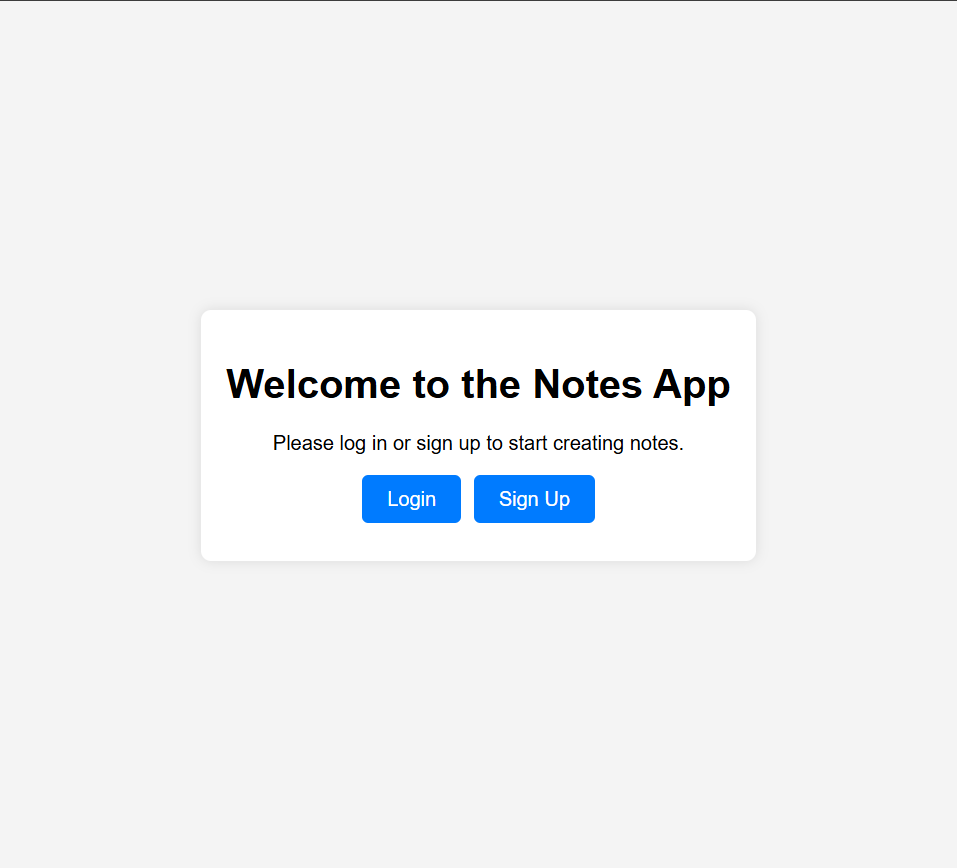 Welcome to the Notes App
Please log in or sign up to start creating notes.
Login Sign Up